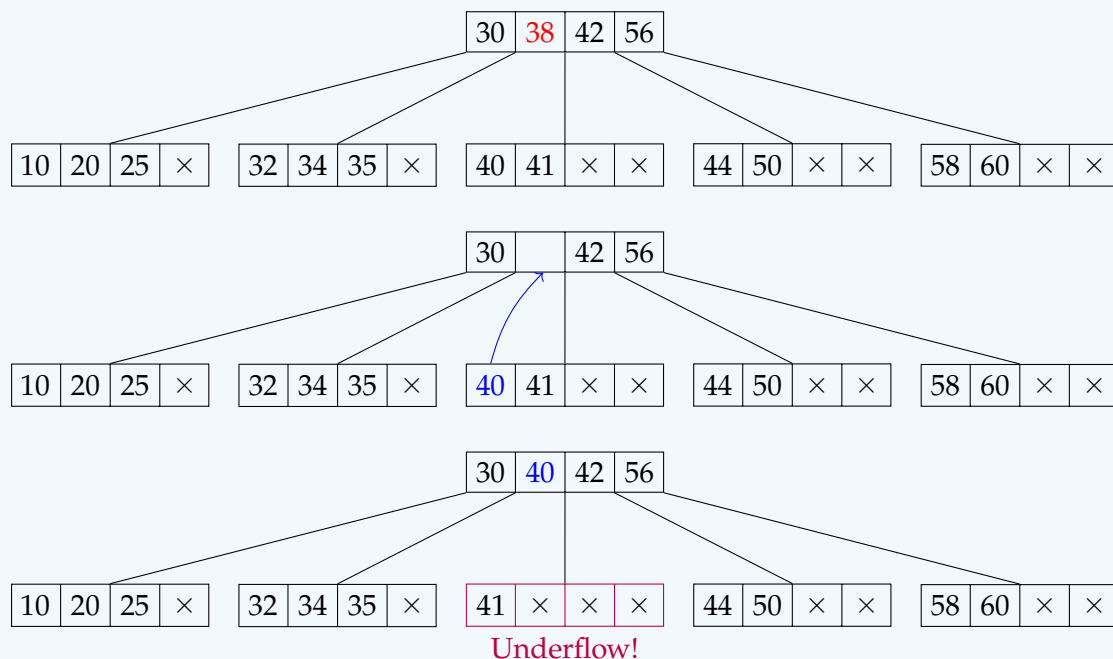 30 38 42 56
10 20 25 × 32 34 35 × 40 41 × × 44 50 × × 58 60 × ×
30 42 56
10 20 25 × 32 34 35 × 40 41 × × 44 50 × × 58 60 × ×
30 40 42 56
10 20 25 × 32 34 35 × 41 × × × 44 50 × × 58 60 × ×
Underflow!